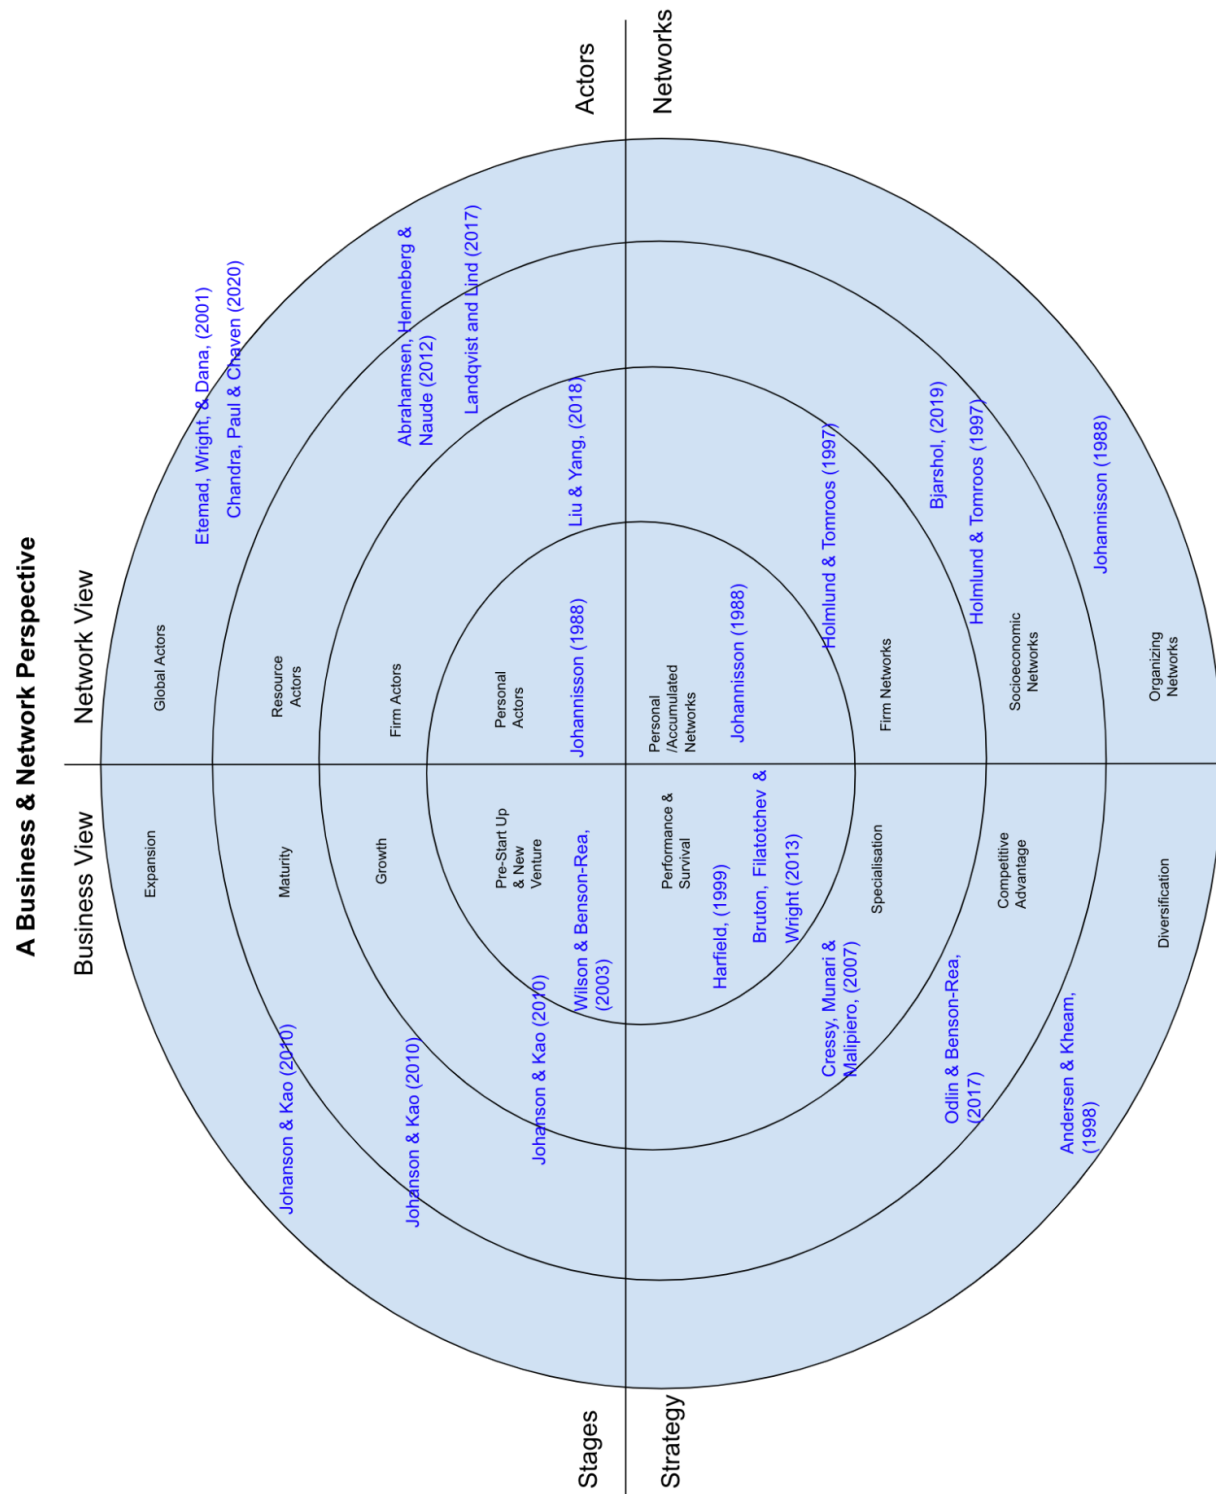 A Business & Network Perspective
Business View
Network View
Stages
Actors
Strategy
Networks
Expansion
Global Actors
Etemad, Wright, & Dana, (2001)
Chandra, Paul & Chaven (2020)
Johanson & Kao (2010)
Maturity
Resource
Actors
Abrahamsen, Henneberg &
Naude (2012)
Landqvist and Lind (2017)
Johanson & Kao (2010)
Growth
Firm Actors
Liu & Yang, (2018)
Johanson & Kao (2010)
Pre-Start Up
& New
Venture
Wilson & Benson-Rea,
(2003)
Personal
Actors
Johannisson (1988)
Performance &
Survival
Harfield, (1999)
Bruton, Filatotchev &
Wright (2013)
Personal
/Accumulated
Networks
Johannisson (1988)
Cressy, Munari &
Malipiero, (2007)
Specialisation
Firm Networks
Holmlund & Tomroos (1997)
Odlin & Benson-Rea,
(2017)
Competitive
Advantage
Socioeconomic
Networks
Bjarshol, (2019)
Holmlund & Tomroos (1997)
Andersen & Kheam,
(1998)
Diversification
Organizing
Networks
Johannisson (1988)